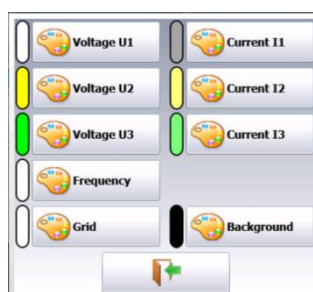 Voltage U1
Current I1
Voltage U2
Current I2
Voltage U3
Current I3
Frequency
Grid
Background